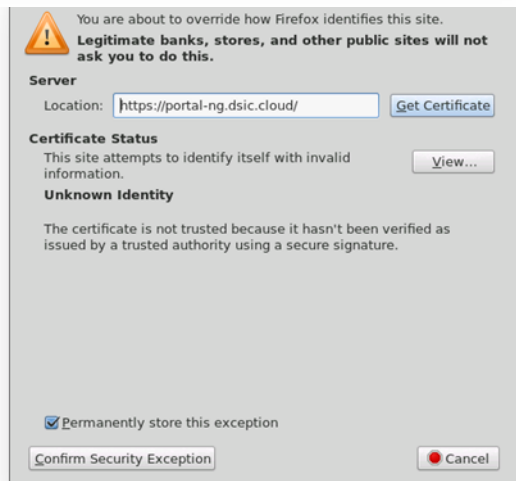 You are about to override how Firefox identifies this site.
Legitimate banks, stores, and other public sites will not
ask you to do this.
Server
Location: https://portal-ng.dsic.cloud/ Get Certificate
Certificate Status
This site attempts to identify itself with invalid
information.
View...
Unknown Identity
The certificate is not trusted because it hasn't been verified as
issued by a trusted authority using a secure signature.
Permanently store this exception
Confirm Security Exception Cancel